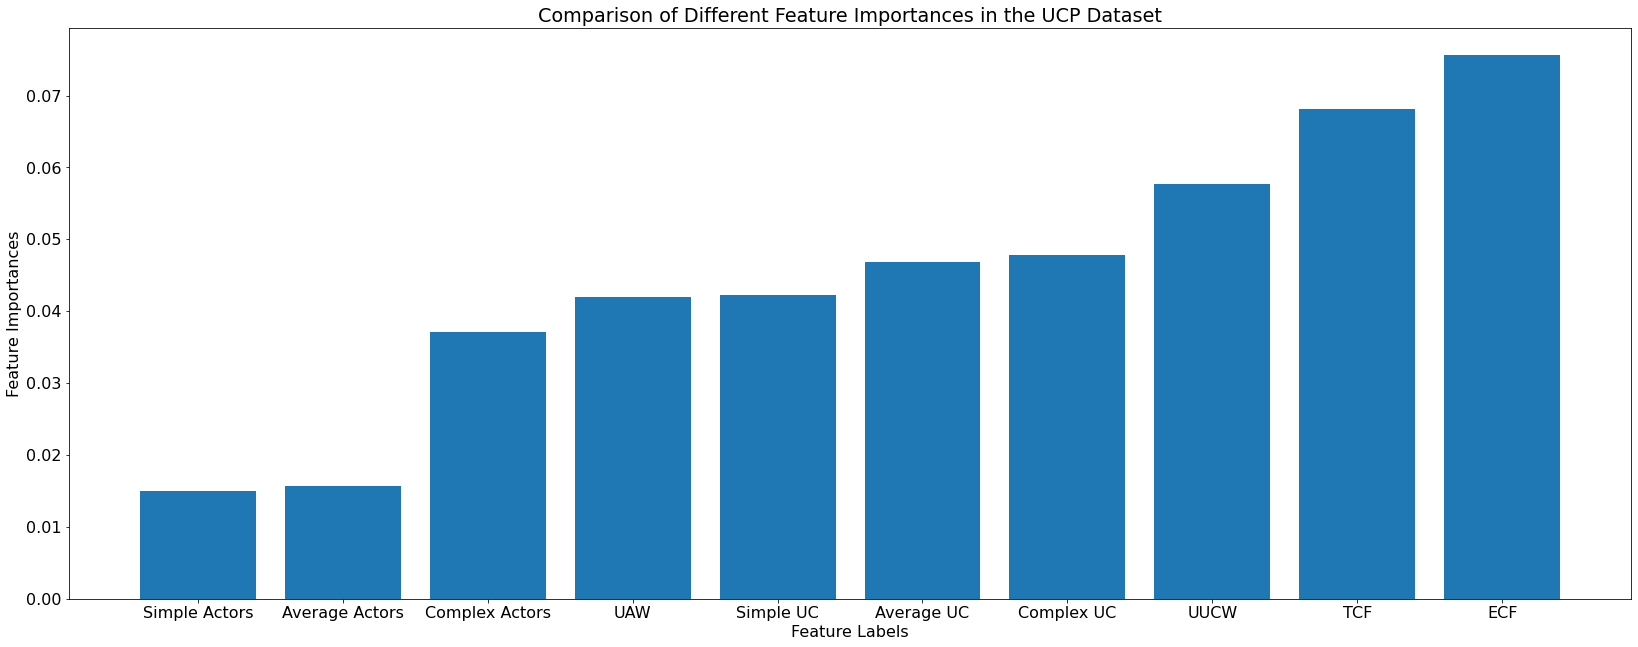 Comparison of Different Feature Importances in the UCP Dataset
Feature Importances
0.07
0.06
0.05
0.04
0.03
0.02
0.01
0.00
Simple Actors Average Actors Complex Actors UAW Simple UC Average UC Complex UC UUCW TCF ECF
Feature Labels